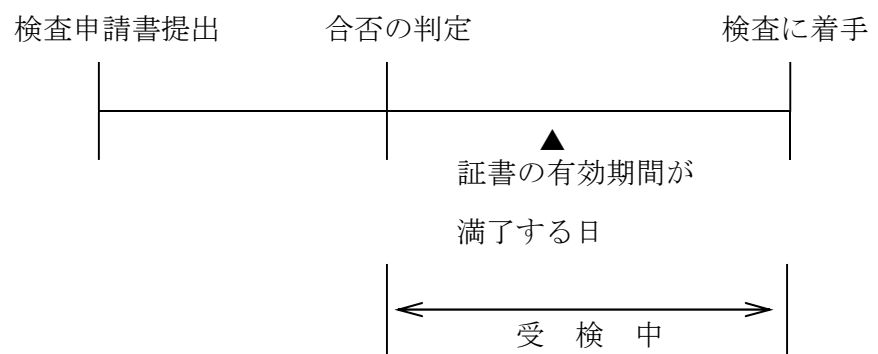 検査申請書提出 合否の判定 検査に着手
▲
証書の有効期間が
満了する日
受 検 中